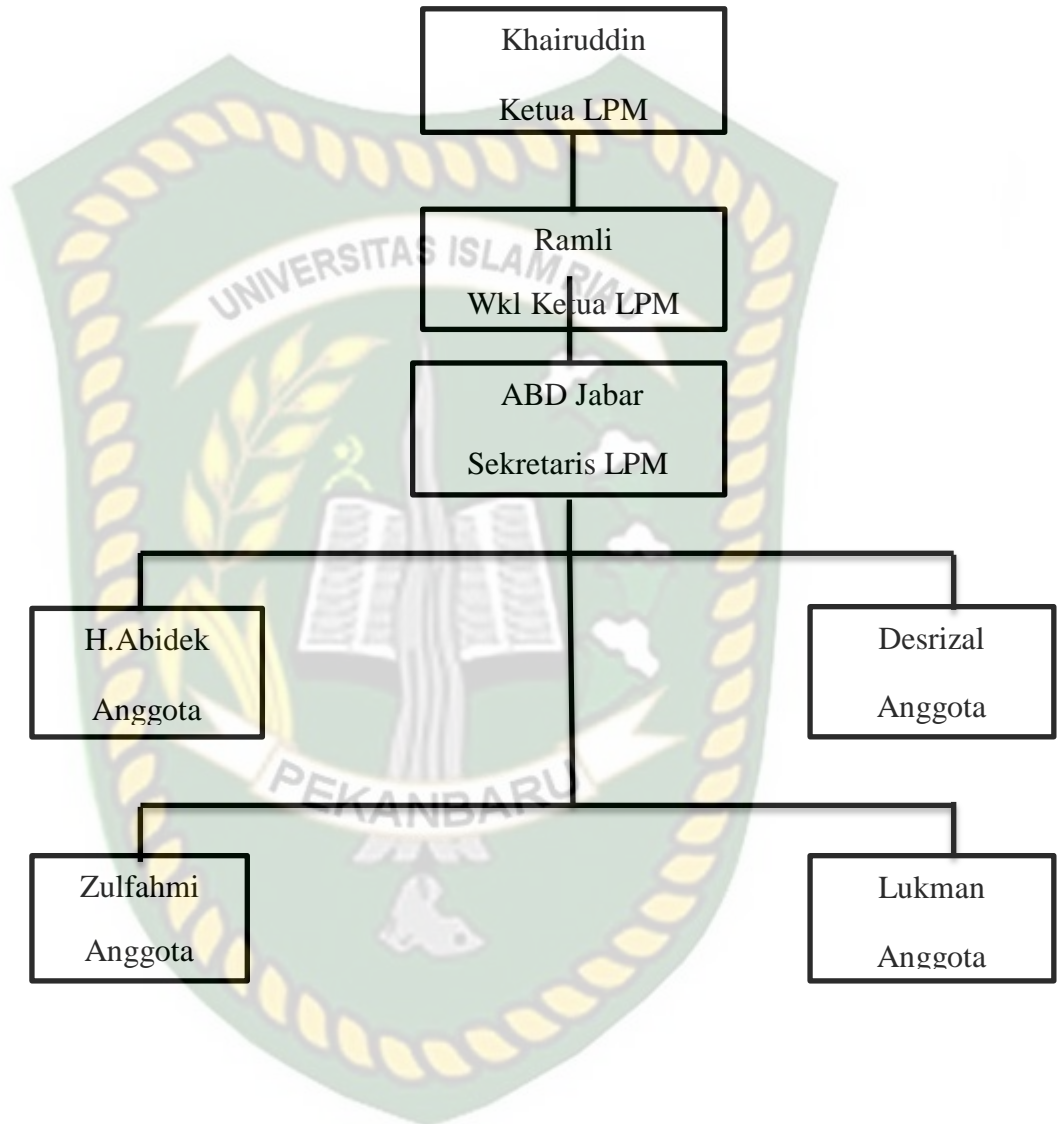 Khairuddin
Ketua LPM
UNIVERSITAS ISLAM RIAU
Ramli
Wkl Ketua LPM
ABD Jabar
Sekretaris LPM
H.Abidek
Anggota
Desrizal
Anggota
PEKANBARU
Zulfahmi
Anggota
Lukman
Anggota